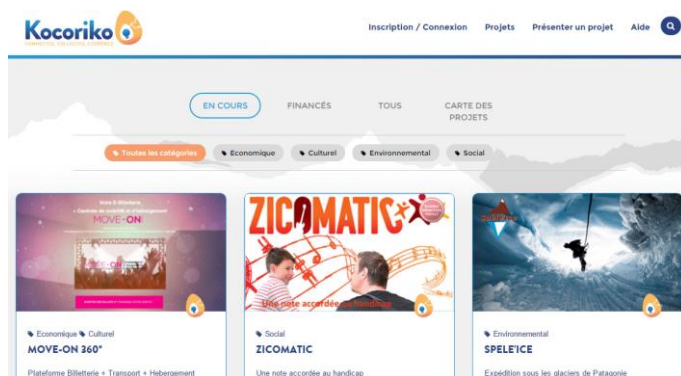 Kocoriko
Inscription / Connexion Projets Présenter un projet Aide
EN COURS FINANCÉS TOUS CARTE DES
PROJETS
Toutes les catégories Economique Culturel Environnemental Social
MOVE-ON
ZICOMATIC
Une note accordée au handicap
Economique Culturel
MOVE-ON 360°
Plateforme Billetterie + Transport + Hebergement
Social
ZICOMATIC
Une note accordée au handicap
Environnemental
SPELE'ICE
Expédition sous les glaciers de Patagonie